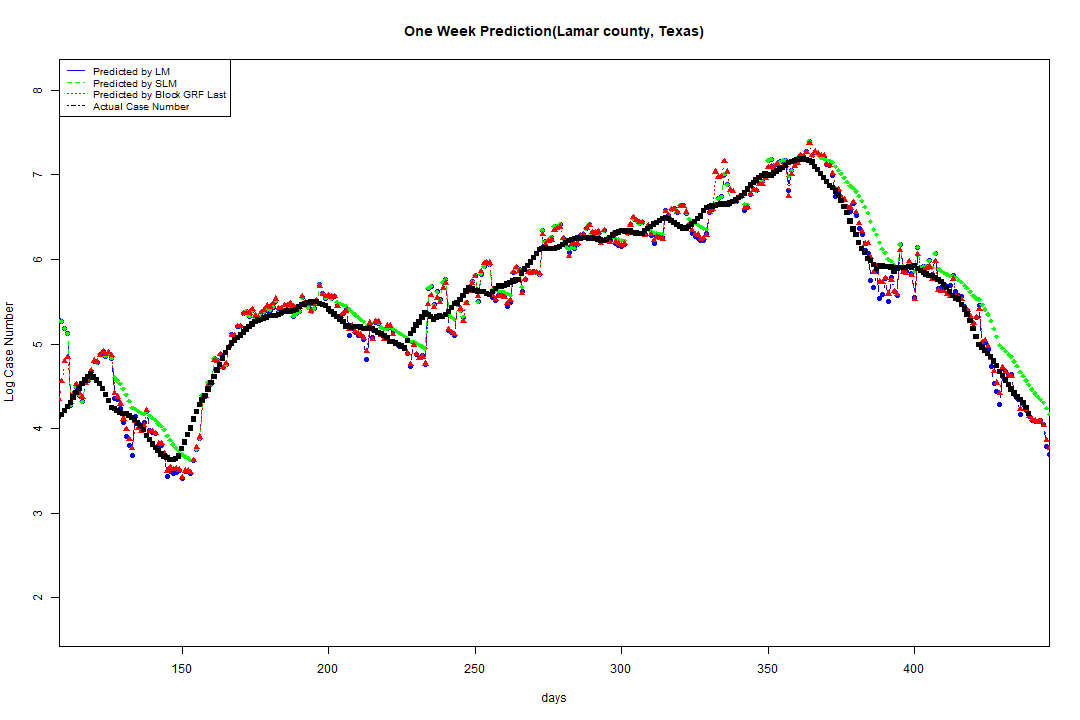 One Week Prediction(Lamar county, Texas)
Predicted by LM
Predicted by SLM
Predicted by Block GRF Last
Actual Case Number
8
7
6
5
4
3
2
Log Case Number
150 200 250 300 350 400
days